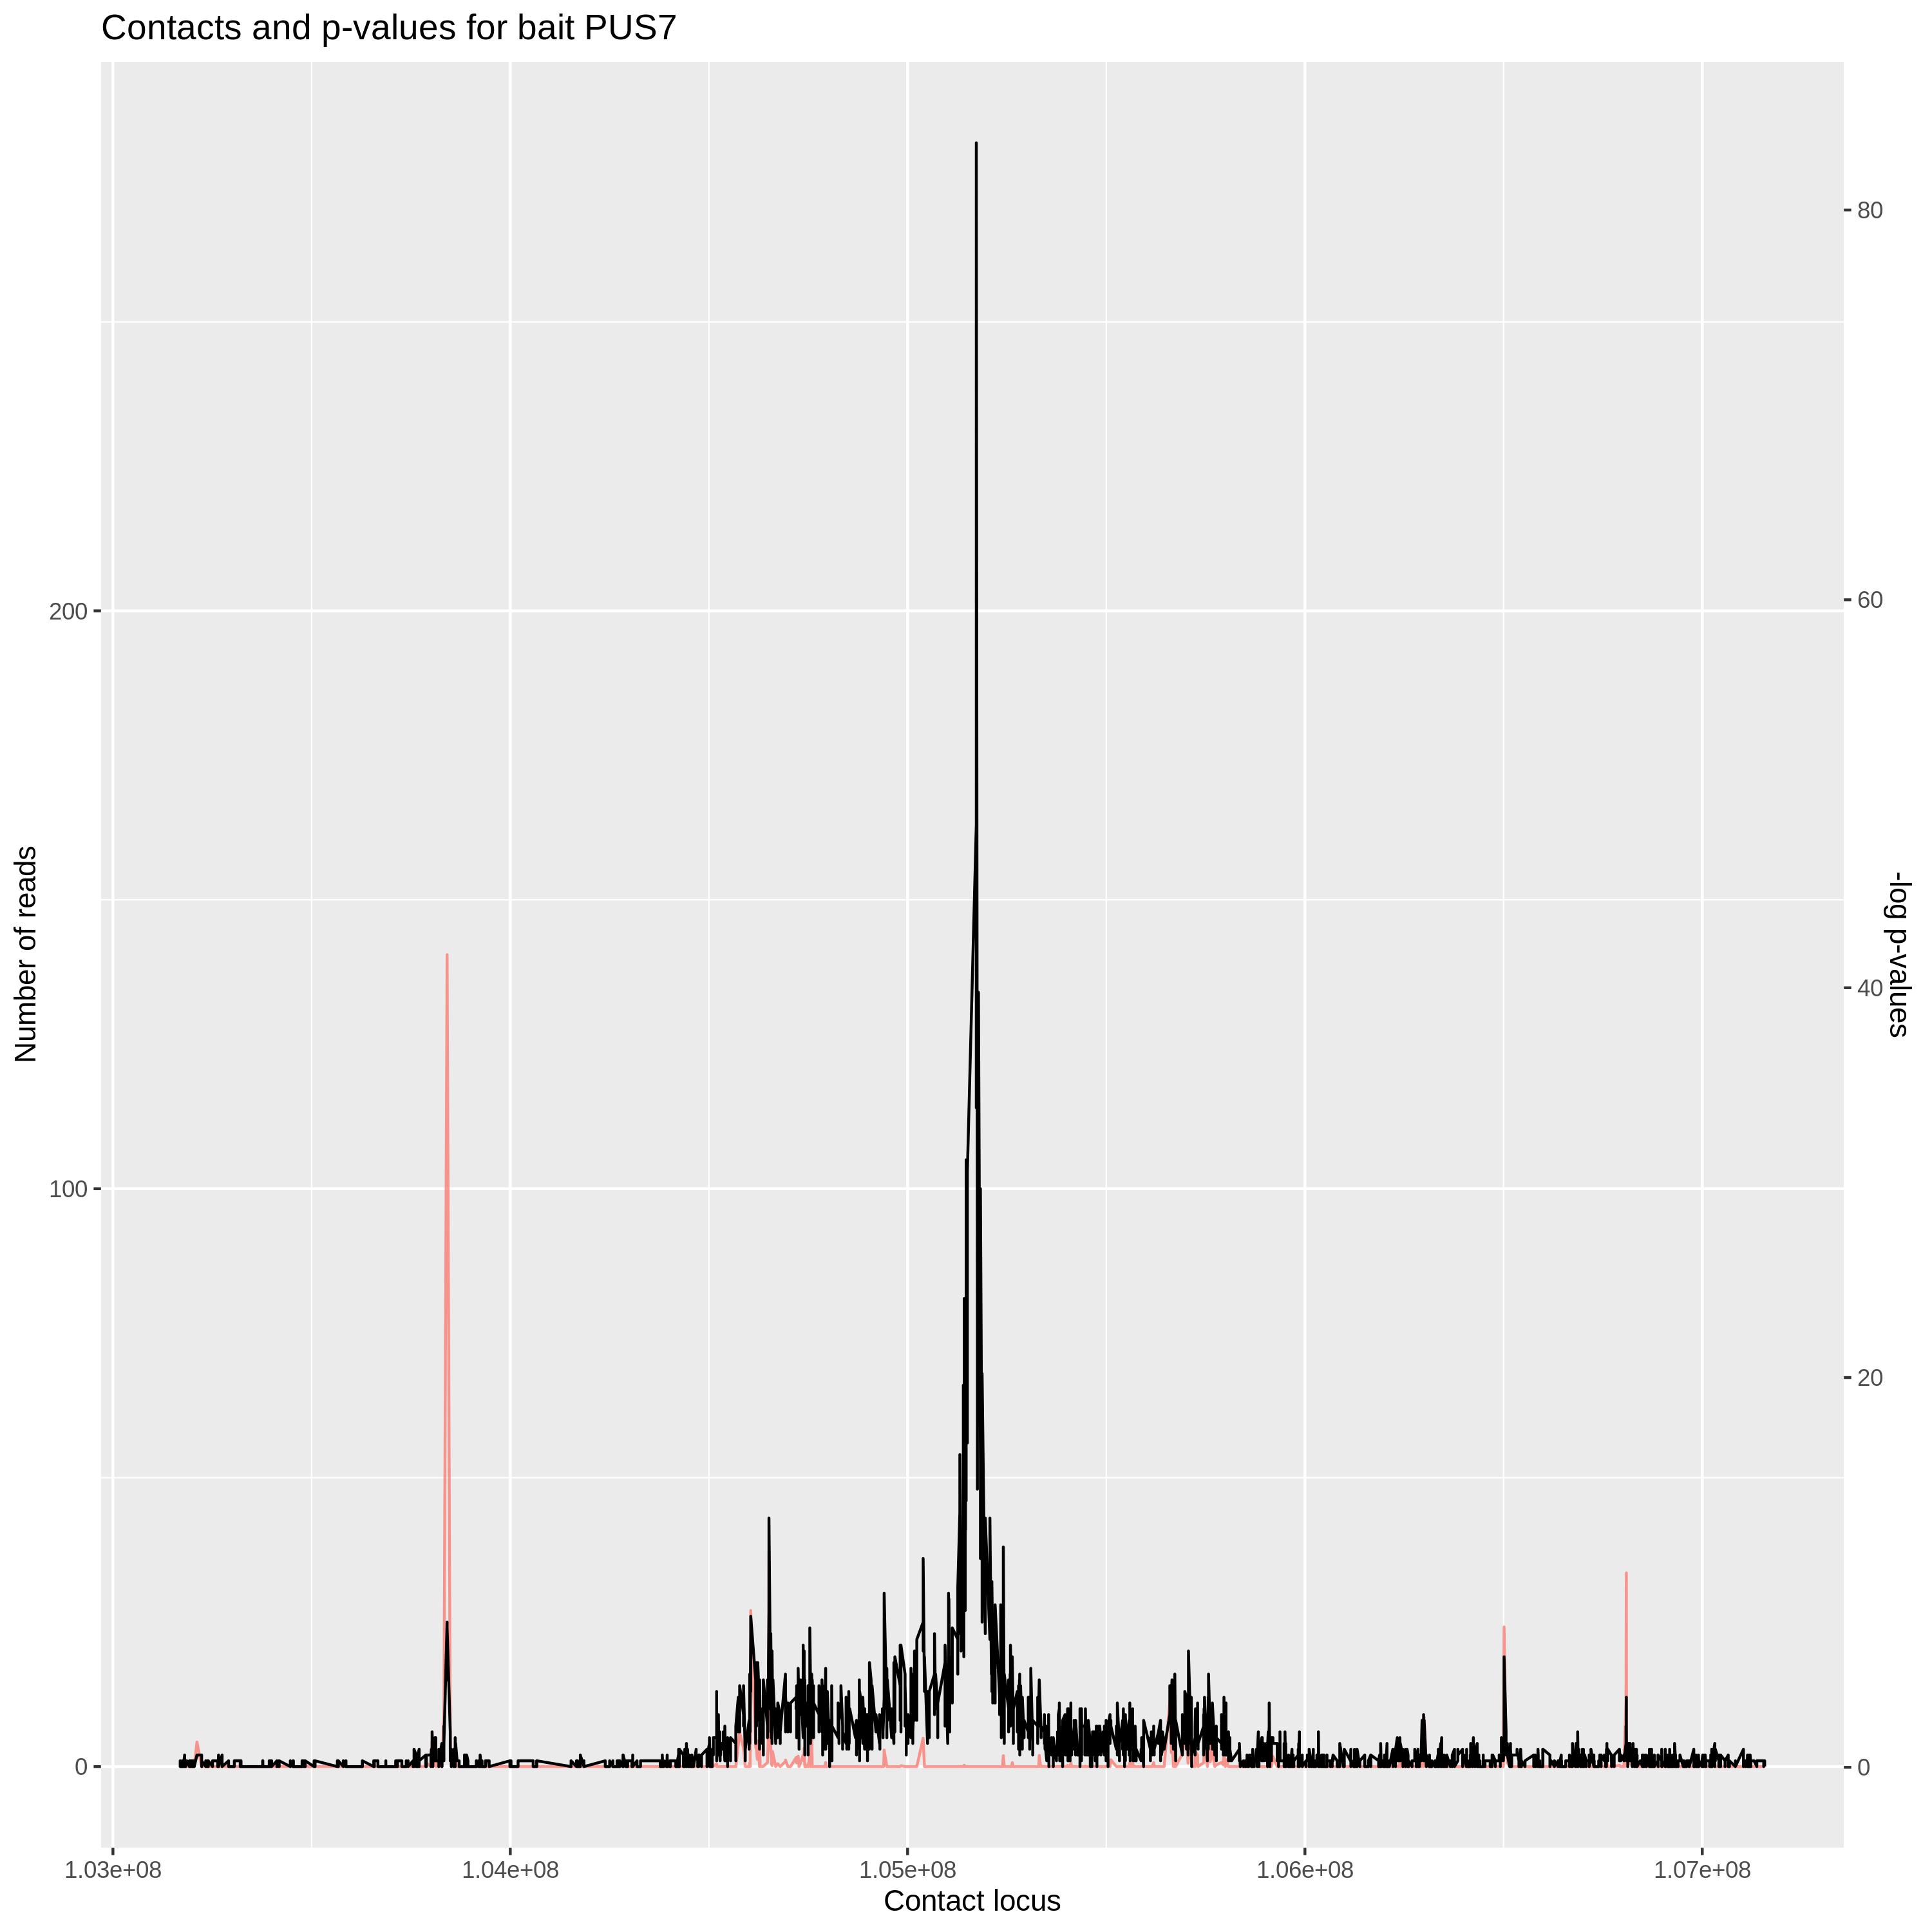 Contacts and p-values for bait PUS7
Number of reads
200
100
0
80
60
40
20
0
-log p-values
1.03e+08 1.04e+08 1.05e+08 1.06e+08 1.07e+08
Contact locus